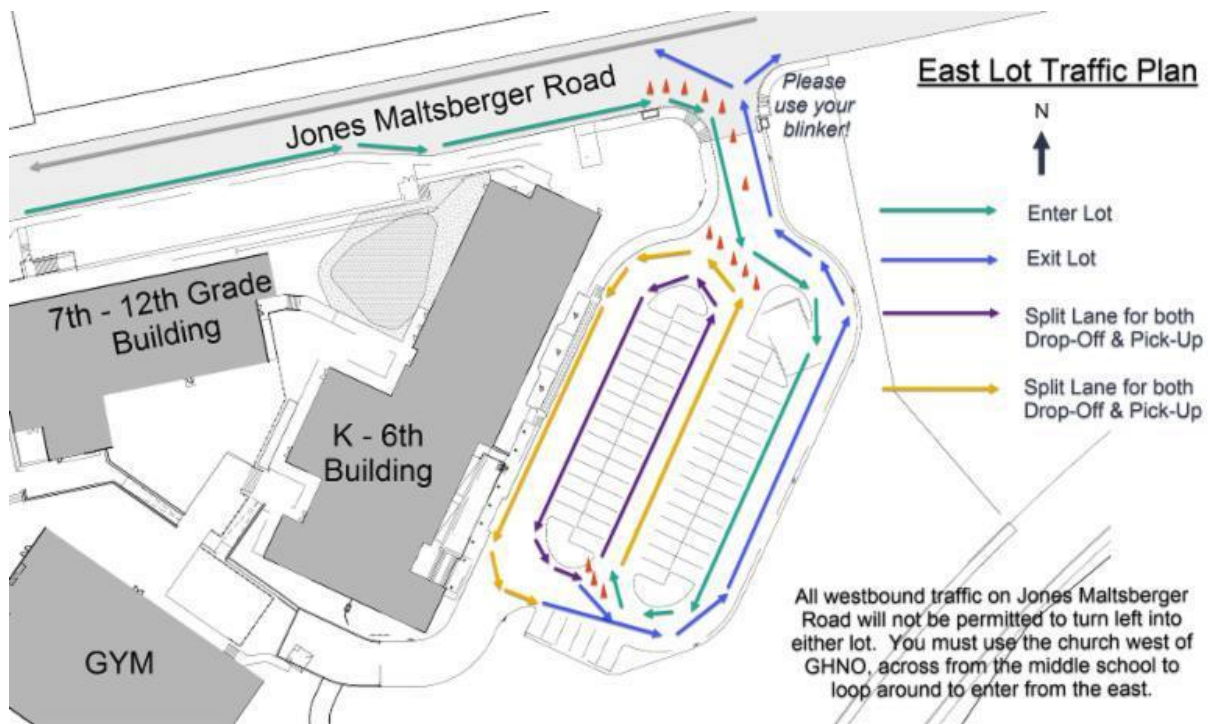 East Lot Traffic Plan
Please
use your
blinker!
Jones Maltsberger Road
N
Enter Lot
Exit Lot
Split Lane for both
Drop-Off & Pick-Up
Split Lane for both
Drop-Off & Pick-Up
7th - 12th Grade
Building
K - 6th
Building
GYM
All westbound traffic on Jones Maltsberger
Road will not be permitted to turn left into
either lot. You must use the church west of
GHNO, across from the middle school to
loop around to enter from the east.